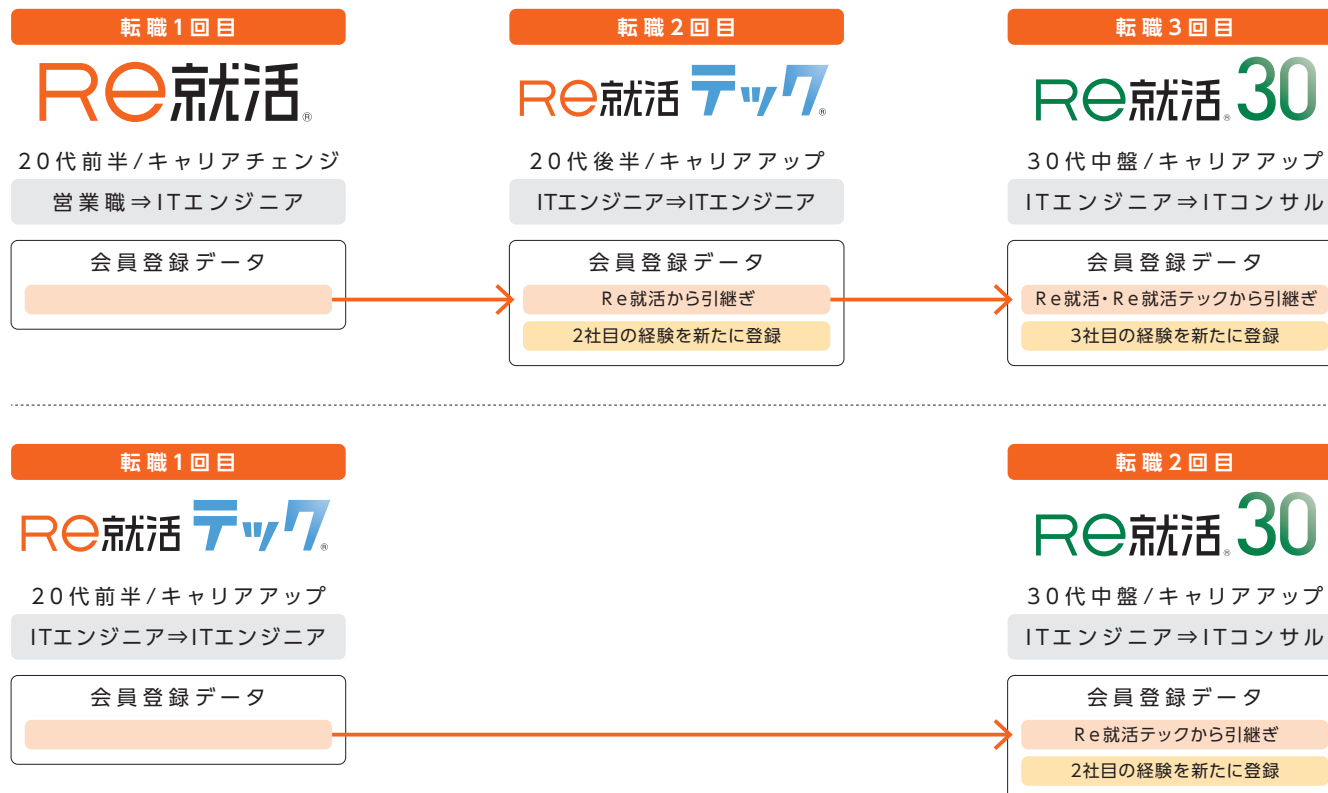 転職1回目
Re就活®
20代前半/キャリアチェンジ
営業職⇒ITエンジニア
会員登録データ
転職2回目
Re就活テック®
20代後半/キャリアアップ
ITエンジニア⇒ITエンジニア
会員登録データ
Re就活から引継ぎ
2社目の経験を新たに登録
転職3回目
Re就活®30
30代中盤/キャリアアップ
ITエンジニア⇒ITコンサル
会員登録データ
Re就活・Re就活テックから引継ぎ
3社目の経験を新たに登録
転職1回目
Re就活テック®
20代前半/キャリアアップ
ITエンジニア⇒ITエンジニア
会員登録データ
転職2回目
Re就活®30
30代中盤/キャリアアップ
ITエンジニア⇒ITコンサル
会員登録データ
Re就活テックから引継ぎ
2社目の経験を新たに登録